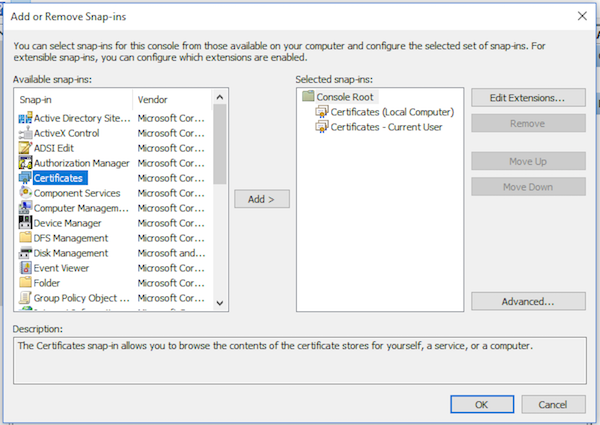 Add or Remove Snap-ins
You can select snap-ins for this console from those available on your computer and configure the selected set of snap-ins. For
extensible snap-ins, you can configure which extensions are enabled.
Available snap-ins:
Snap-in Vendor
Active Directory Site... Microsoft Cor...
ActiveX Control Microsoft Cor...
ADSI Edit Microsoft Cor...
Authorization Manager Microsoft Cor...
Certificates Microsoft Cor...
Component Services Microsoft Cor...
Computer Managem... Microsoft Cor...
Device Manager Microsoft Cor...
DFS Management Microsoft Cor...
Disk Management Microsoft and...
Event Viewer Microsoft Cor...
Folder Microsoft Cor...
Group Policy Object ... Microsoft Cor...
Add >
Selected snap-ins:
Console Root
Certificates (Local Computer)
Certificates - Current User
Edit Extensions...
Remove
Move Up
Move Down
Advanced...
Description:
The Certificates snap-in allows you to browse the contents of the certificate stores for yourself, a service, or a computer.
OK
Cancel